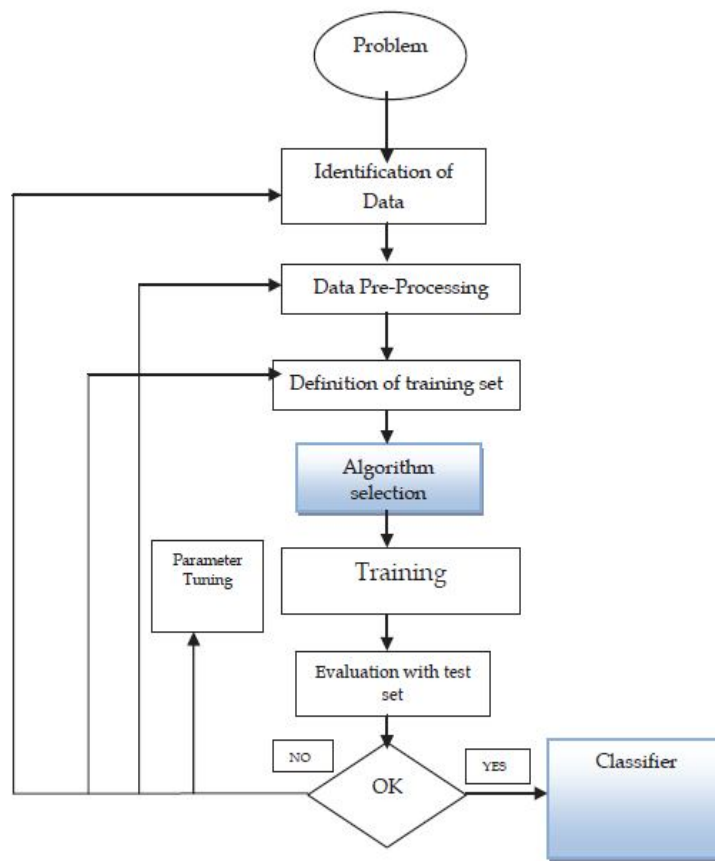 Problem
Identification of
Data
Data Pre-Processing
Definition of training set
Algorithm
selection
Parameter
Tuning
Training
Evaluation with test
set
NO
OK
YES
Classifier